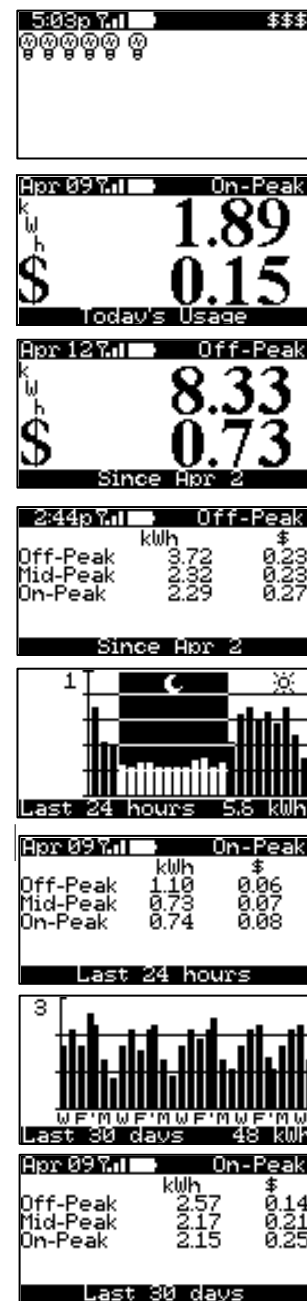 5:03p $$$
Apr 09 On-Peak
kWh 1.89
$ 0.15
Today's Usage
Apr 12 Off-Peak
kWh 8.33
$ 0.73
Since Apr 2
2:44p Off-Peak
kWh $
Off-Peak 3.72 0.23
Mid-Peak 2.32 0.23
On-Peak 2.29 0.27
Since Apr 2
1
Last 24 hours 5.6 kWh
Apr 09 On-Peak
kWh $
Off-Peak 1.10 0.06
Mid-Peak 0.73 0.07
On-Peak 0.74 0.08
Last 24 hours
3
W F ' M W F ' M W F ' M W F ' M W
Last 30 days 48 kWh
Apr 09 On-Peak
kWh $
Off-Peak 2.57 0.14
Mid-Peak 2.17 0.21
On-Peak 2.15 0.25
Last 30 days